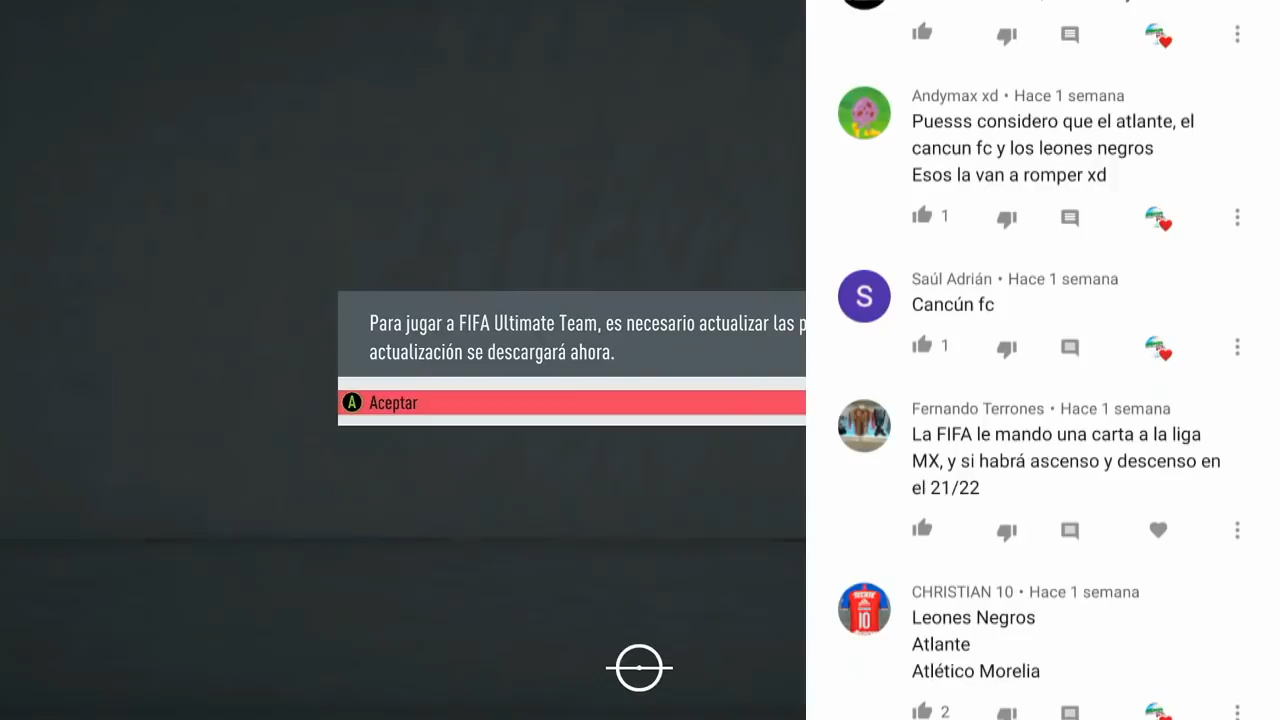 Para jugar a FIFA Ultimate Team, es necesario actualizar las
actualización se descargará ahora.
A Aceptar
Andymax xd • Hace 1 semana
Puesss considero que el atlante, el
cancun fc y los leones negros
Esos la van a romper xd
1
S
Saúl Adrián • Hace 1 semana
Cancún fc
1
Fernando Terrones • Hace 1 semana
La FIFA le mando una carta a la liga
MX, y si habrá ascenso y descenso en
el 21/22
TECATE
10
CHRISTIAN 10 • Hace 1 semana
Leones Negros
Atlante
Atlético Morelia
2